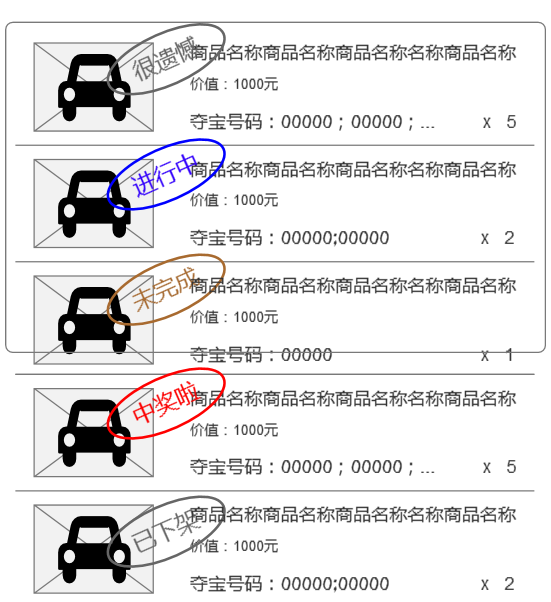 很遗憾
商品名称商品名称商品名称名称商品名称
价值：1000元
夺宝号码：00000；00000；... x 5
进行中
商品名称商品名称商品名称名称商品名称
价值：1000元
夺宝号码：00000;00000 x 2
未完成
商品名称商品名称商品名称名称商品名称
价值：1000元
夺宝号码：00000 x 1
中奖啦
商品名称商品名称商品名称名称商品名称
价值：1000元
夺宝号码：00000；00000；... x 5
已下架
商品名称商品名称商品名称名称商品名称
价值：1000元
夺宝号码：00000;00000 x 2